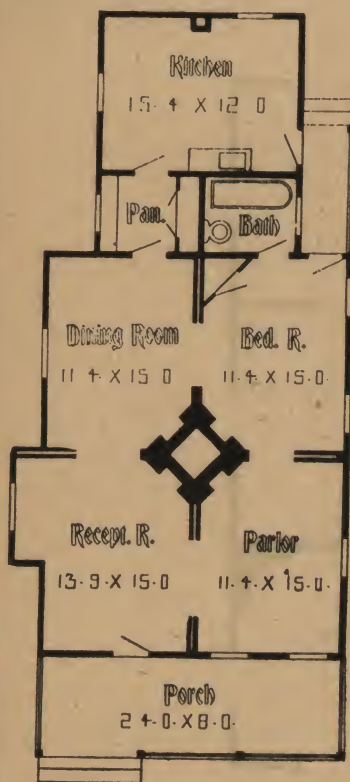 Kitchen
15.4 X 12.0
Pan.
Bath
Dining Room
11.4 X 15.0
Bed. R.
11.4 X 15.0.
Recept. R.
13.9.X 15.0
Parlor
11.4.X 15.0.
Porch
24.0.X8.0.